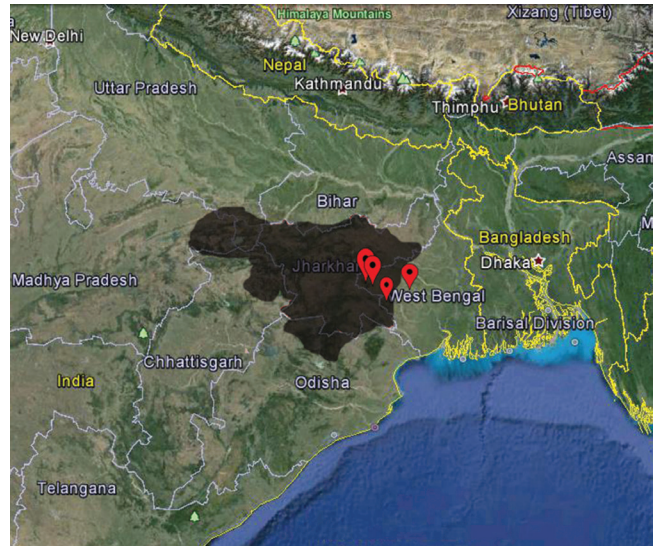 Himalaya Mountains
Xizang (Tibet)
New Delhi
Nepal
Uttar Pradesh
Kathmandu
Thimphu
Bhutan
Assam
Bihar
Bangladesh
Jharkhan
Dhaka
Madhya Pradesh
West Bengal
Barisal Division
Chhattisgarh
India
Odisha
Telangana